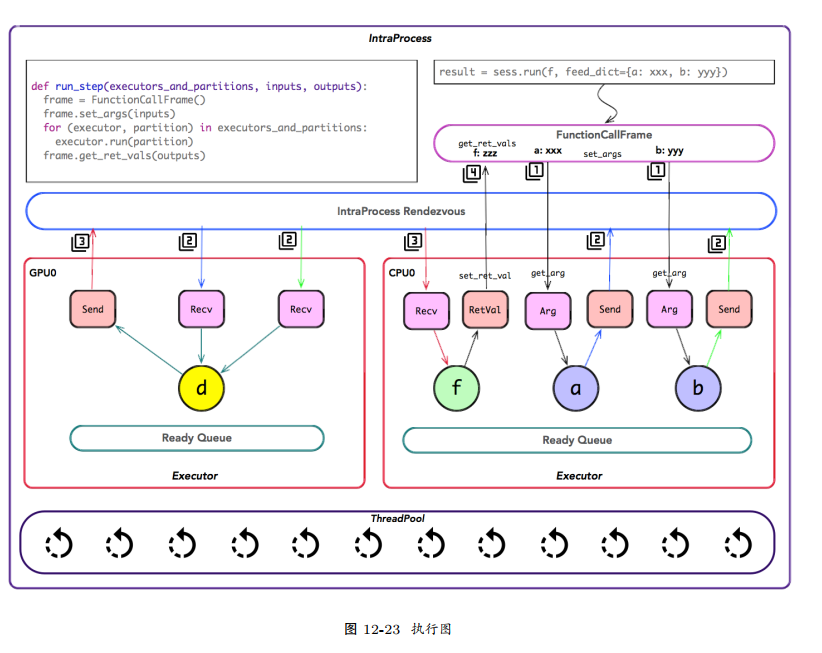 IntraProcess
def run_step(executors_and_partitions, inputs, outputs):
frame = FunctionCallFrame()
frame.set_args(inputs)
for (executor, partition) in executors_and_partitions:
executor.run(partition)
frame.get_ret_vals(outputs)
result = sess.run(f, feed_dict={a: xxx, b: yyy})
FunctionCallFrame
get_ret_vals
f: zzz
a: xxx
set_args
b: yyy
4
1
1
IntraProcess Rendezvous
3
2
2
3
2
2
GPU0
Send
Recv
Recv
d
Ready Queue
Executor
CPU0
set_ret_val
get_arg
get_arg
Recv
RetVal
Arg
Send
Arg
Send
f
a
b
Ready Queue
Executor
ThreadPool
图 12-23 执行图